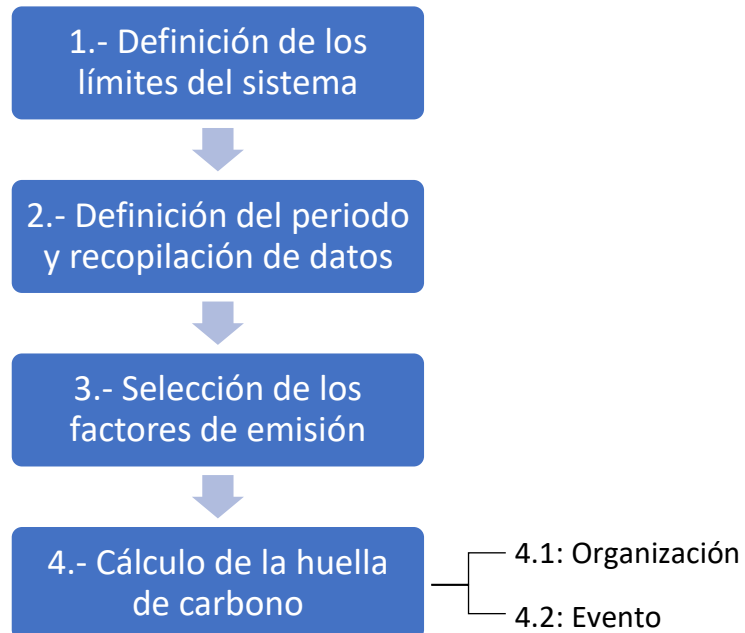 1.- Definición de los
límites del sistema
2.- Definición del periodo
y recopilación de datos
3.- Selección de los
factores de emisión
4.- Cálculo de la huella
de carbono
4.1: Organización
4.2: Evento